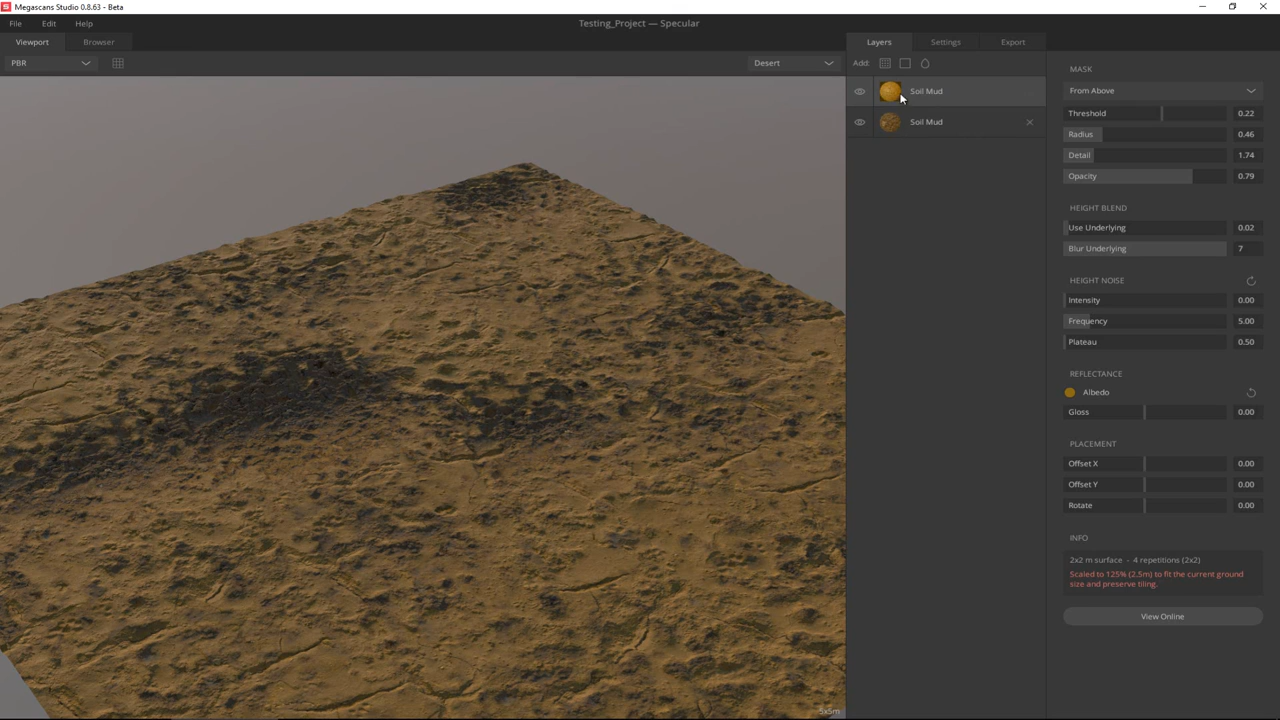 Megascans Studio 0.8.63 - Beta
File Edit Help
Testing_Project — Specular
Viewport Browser
Layers Settings Export
PBR
Desert
Add:
Soil Mud
Soil Mud
MASK
From Above
Threshold 0.22
Radius 0.46
Detail 1.74
Opacity 0.79
HEIGHT BLEND
Use Underlying 0.02
Blur Underlying 7
HEIGHT NOISE
Intensity 0.00
Frequency 5.00
Plateau 0.50
REFLECTANCE
Albedo
Gloss 0.00
PLACEMENT
Offset X 0.00
Offset Y 0.00
Rotate 0.00
INFO
2x2 m surface - 4 repetitions (2x2)
Scaled to 125% (2.5m) to fit the current ground
size and preserve tiling.
View Online
5x5m